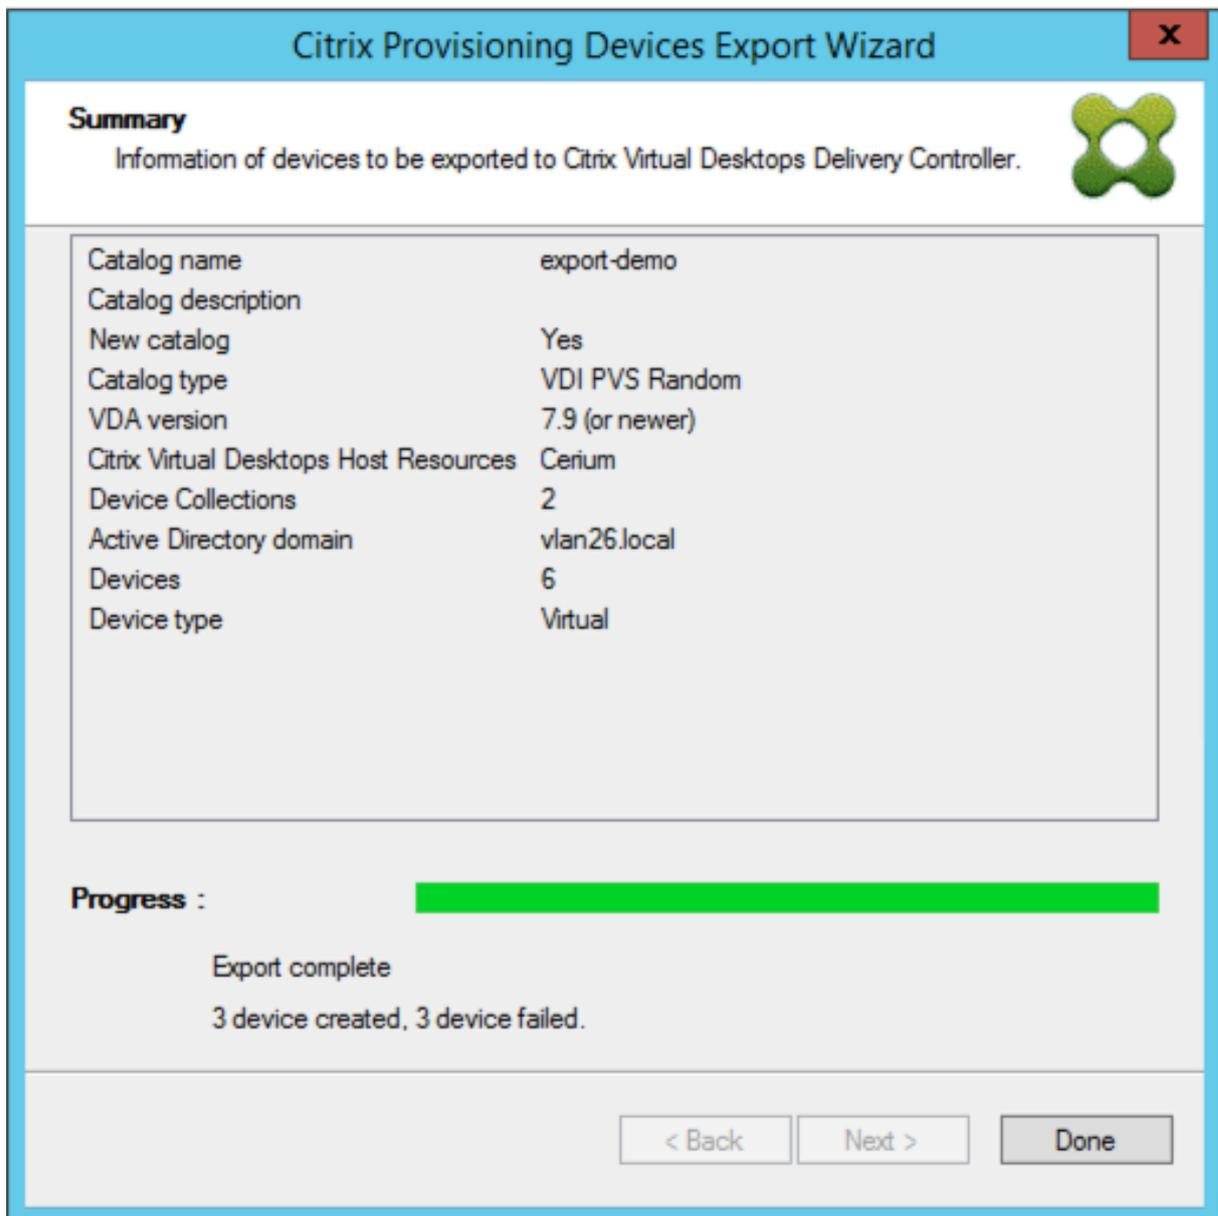 Citrix Provisioning Devices Export Wizard
x
Summary
Information of devices to be exported to Citrix Virtual Desktops Delivery Controller.
Catalog name export-demo
Catalog description
New catalog Yes
Catalog type VDI PVS Random
VDA version 7.9 (or newer)
Citrix Virtual Desktops Host Resources Cerium
Device Collections 2
Active Directory domain vlan26.local
Devices 6
Device type Virtual
Progress :
Export complete
3 device created, 3 device failed.
< Back Next > Done